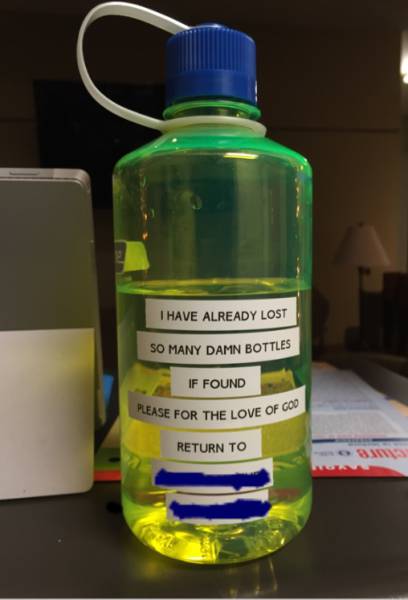 I HAVE ALREADY LOST
SO MANY DAMN BOTTLES
IF FOUND
PLEASE FOR THE LOVE OF GOD
RETURN TO